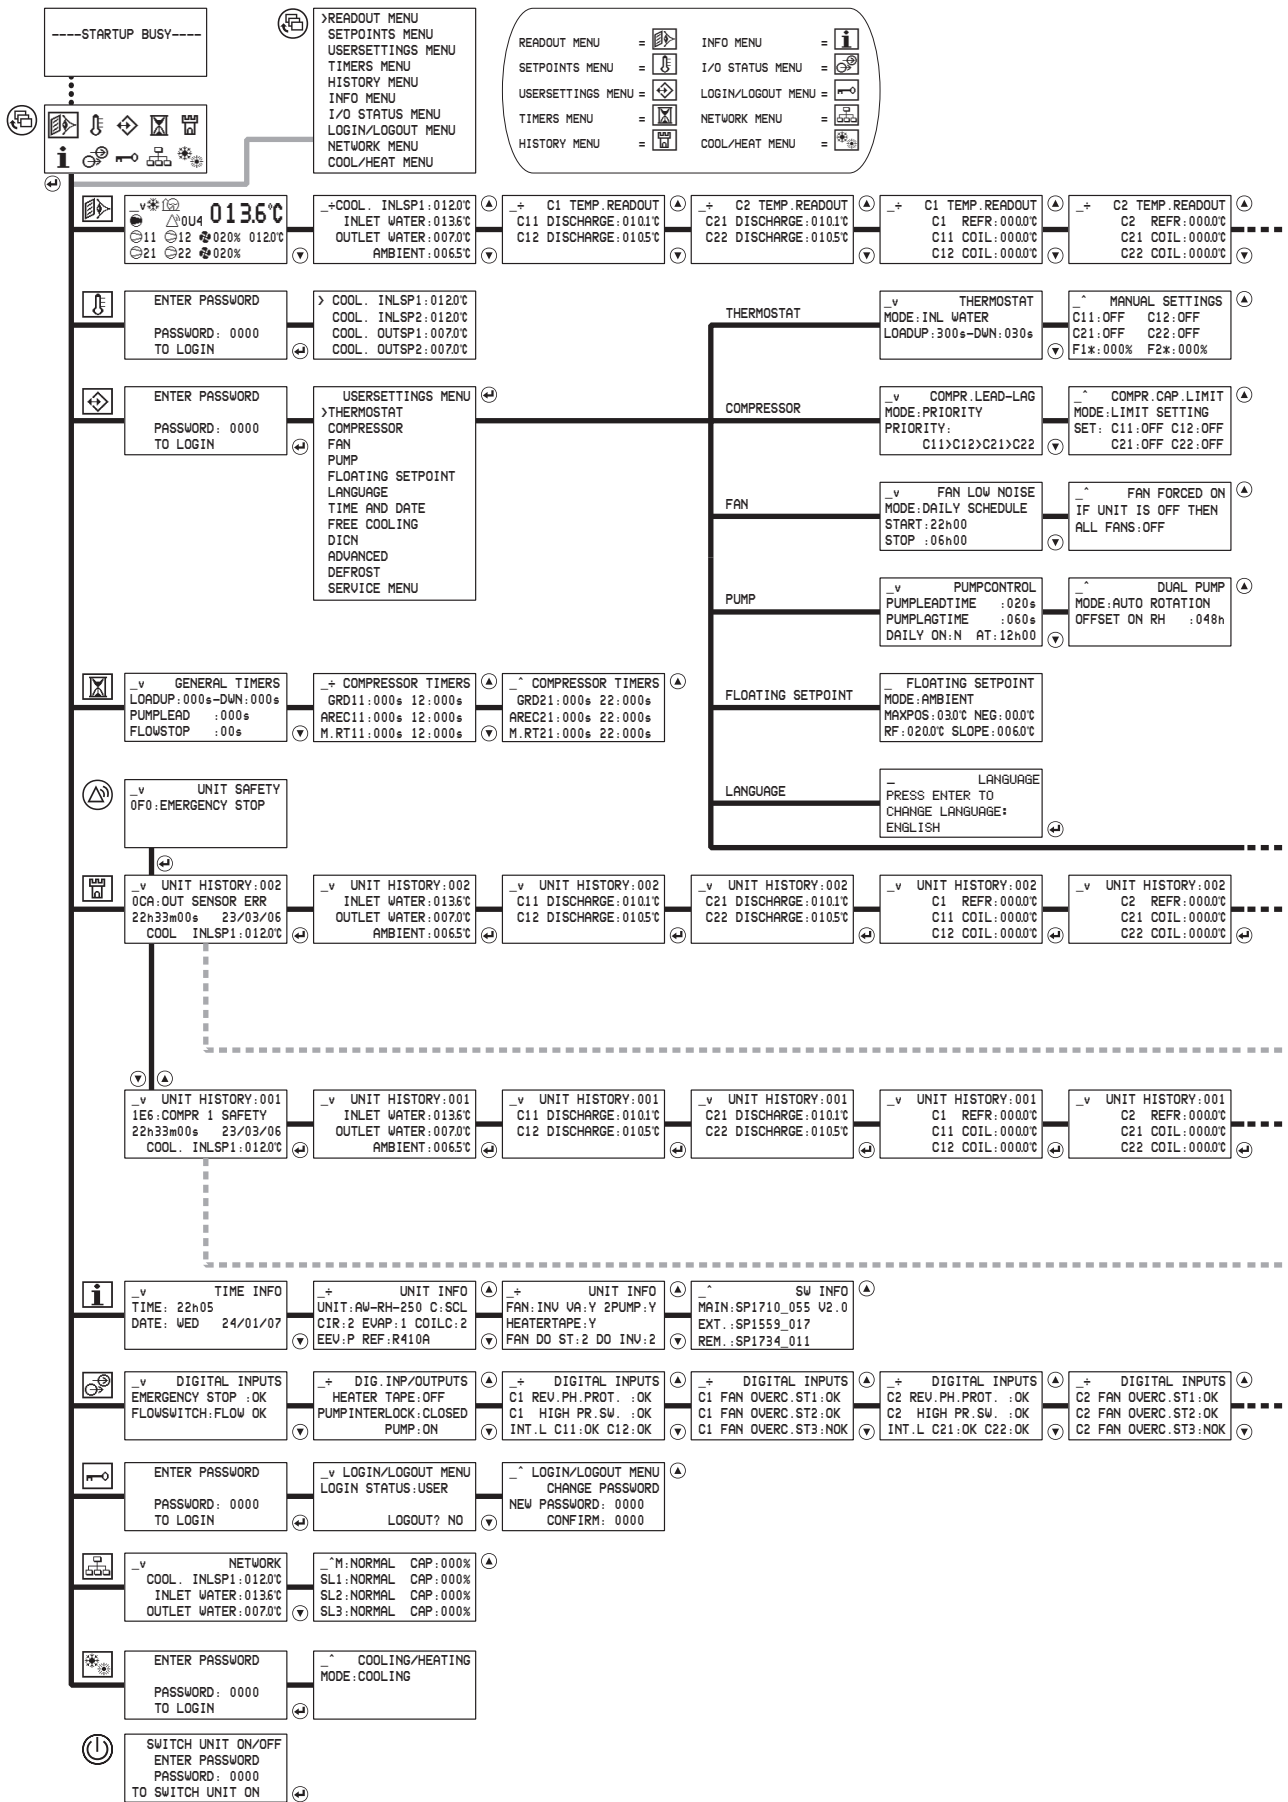 ----STARTUP BUSY----
>READOUT MENU
SETPOINTS MENU
USERSETTINGS MENU
TIMERS MENU
HISTORY MENU
INFO MENU
I/O STATUS MENU
LOGIN/LOGOUT MENU
NETWORK MENU
COOL/HEAT MENU
READOUT MENU =
SETPOINTS MENU =
USERSETTINGS MENU =
TIMERS MENU =
HISTORY MENU =
INFO MENU =
I/O STATUS MENU =
LOGIN/LOGOUT MENU =
NETWORK MENU =
COOL/HEAT MENU =
_v 013.6°C
0U4
11 12 020% 012.0°C
21 22 020%
_÷COOL. INLSP1:012.0°C
INLET WATER:013.6°C
OUTLET WATER:007.0°C
AMBIENT:006.5°C
_÷ C1 TEMP.READOUT
C11 DISCHARGE:010.1°C
C12 DISCHARGE:010.5°C
_÷ C2 TEMP.READOUT
C21 DISCHARGE:010.1°C
C22 DISCHARGE:010.5°C
_÷ C1 TEMP.READOUT
C1 REFR:000.0°C
C11 COIL:000.0°C
C12 COIL:000.0°C
_÷ C2 TEMP.READOUT
C2 REFR:000.0°C
C21 COIL:000.0°C
C22 COIL:000.0°C
ENTER PASSWORD
PASSWORD: 0000
TO LOGIN
> COOL. INLSP1:012.0°C
COOL. INLSP2:012.0°C
COOL. OUTSP1:007.0°C
COOL. OUTSP2:007.0°C
ENTER PASSWORD
PASSWORD: 0000
TO LOGIN
USERSETTINGS MENU
>THERMOSTAT
COMPRESSOR
FAN
PUMP
FLOATING SETPOINT
LANGUAGE
TIME AND DATE
FREE COOLING
DICN
ADVANCED
DEFROST
SERVICE MENU
THERMOSTAT
_v THERMOSTAT
MODE:INL WATER
LOADUP:300s-DWN:030s
_^ MANUAL SETTINGS
C11:OFF C12:OFF
C21:OFF C22:OFF
F1*:000% F2*:000%
COMPRESSOR
_v COMPR.LEAD-LAG
MODE:PRIORITY
PRIORITY:
C11>C12>C21>C22
_^ COMPR.CAP.LIMIT
MODE:LIMIT SETTING
SET: C11:OFF C12:OFF
C21:OFF C22:OFF
FAN
_v FAN LOW NOISE
MODE:DAILY SCHEDULE
START:22h00
STOP :06h00
_^ FAN FORCED ON
IF UNIT IS OFF THEN
ALL FANS:OFF
PUMP
_v PUMPCONTROL
PUMPLEADTIME :020s
PUMPLAGTIME :060s
DAILY ON:N AT:12h00
_^ DUAL PUMP
MODE:AUTO ROTATION
OFFSET ON RH :048h
FLOATING SETPOINT
_ FLOATING SETPOINT
MODE:AMBIENT
MAXPOS:03.0°C NEG:00.0°C
RF:020.0°C SLOPE:006.0°C
LANGUAGE
_ LANGUAGE
PRESS ENTER TO
CHANGE LANGUAGE:
ENGLISH
_v GENERAL TIMERS
LOADUP:000s-DWN:000s
PUMPLEAD :000s
FLOWSTOP :00s
_÷ COMPRESSOR TIMERS
GRD11:000s 12:000s
AREC11:000s 12:000s
M.RT11:000s 12:000s
_^ COMPRESSOR TIMERS
GRD21:000s 22:000s
AREC21:000s 22:000s
M.RT21:000s 22:000s
_v UNIT SAFETY
0F0:EMERGENCY STOP
_v UNIT HISTORY:002
0CA:OUT SENSOR ERR
22h33m00s 23/03/06
COOL INLSP1:012.0°C
_v UNIT HISTORY:002
INLET WATER:013.6°C
OUTLET WATER:007.0°C
AMBIENT:006.5°C
_v UNIT HISTORY:002
C11 DISCHARGE:010.1°C
C12 DISCHARGE:010.5°C
_v UNIT HISTORY:002
C21 DISCHARGE:010.1°C
C22 DISCHARGE:010.5°C
_v UNIT HISTORY:002
C1 REFR:000.0°C
C11 COIL:000.0°C
C12 COIL:000.0°C
_v UNIT HISTORY:002
C2 REFR:000.0°C
C21 COIL:000.0°C
C22 COIL:000.0°C
_v UNIT HISTORY:001
1E6:COMPR 1 SAFETY
22h33m00s 23/03/06
COOL. INLSP1:012.0°C
_v UNIT HISTORY:001
INLET WATER:013.6°C
OUTLET WATER:007.0°C
AMBIENT:006.5°C
_v UNIT HISTORY:001
C11 DISCHARGE:010.1°C
C12 DISCHARGE:010.5°C
_v UNIT HISTORY:001
C21 DISCHARGE:010.1°C
C22 DISCHARGE:010.5°C
_v UNIT HISTORY:001
C1 REFR:000.0°C
C11 COIL:000.0°C
C12 COIL:000.0°C
_v UNIT HISTORY:001
C2 REFR:000.0°C
C21 COIL:000.0°C
C22 COIL:000.0°C
_v TIME INFO
TIME: 22h05
DATE: WED 24/01/07
_÷ UNIT INFO
UNIT:AW-RH-250 C:SCL
CIR:2 EVAP:1 COILC:2
EEV:P REF:R410A
_÷ UNIT INFO
FAN:INV VA:Y 2PUMP:Y
HEATERTAPE:Y
FAN DO ST:2 DO INV:2
_^ SW INFO
MAIN:SP1710_055 V2.0
EXT.:SP1559_017
REM.:SP1734_011
_v DIGITAL INPUTS
EMERGENCY STOP :OK
FLOWSWITCH:FLOW OK
_÷ DIG.INP/OUTPUTS
HEATER TAPE:OFF
PUMPINTERLOCK:CLOSED
PUMP:ON
_÷ DIGITAL INPUTS
C1 REV.PH.PROT. :OK
C1 HIGH PR.SW. :OK
INT.L C11:OK C12:OK
_÷ DIGITAL INPUTS
C1 FAN OVERC.ST1:OK
C1 FAN OVERC.ST2:OK
C1 FAN OVERC.ST3:NOK
_÷ DIGITAL INPUTS
C2 REV.PH.PROT. :OK
C2 HIGH PR.SW. :OK
INT.L C21:OK C22:OK
_÷ DIGITAL INPUTS
C2 FAN OVERC.ST1:OK
C2 FAN OVERC.ST2:OK
C2 FAN OVERC.ST3:NOK
ENTER PASSWORD
PASSWORD: 0000
TO LOGIN
_v LOGIN/LOGOUT MENU
LOGIN STATUS:USER
LOGOUT? NO
_^ LOGIN/LOGOUT MENU
CHANGE PASSWORD
NEW PASSWORD: 0000
CONFIRM: 0000
_v NETWORK
COOL. INLSP1:012.0°C
INLET WATER:013.6°C
OUTLET WATER:007.0°C
_^M:NORMAL CAP:000%
SL1:NORMAL CAP:000%
SL2:NORMAL CAP:000%
SL3:NORMAL CAP:000%
ENTER PASSWORD
PASSWORD: 0000
TO LOGIN
_^ COOLING/HEATING
MODE:COOLING
SWITCH UNIT ON/OFF
ENTER PASSWORD
PASSWORD: 0000
TO SWITCH UNIT ON